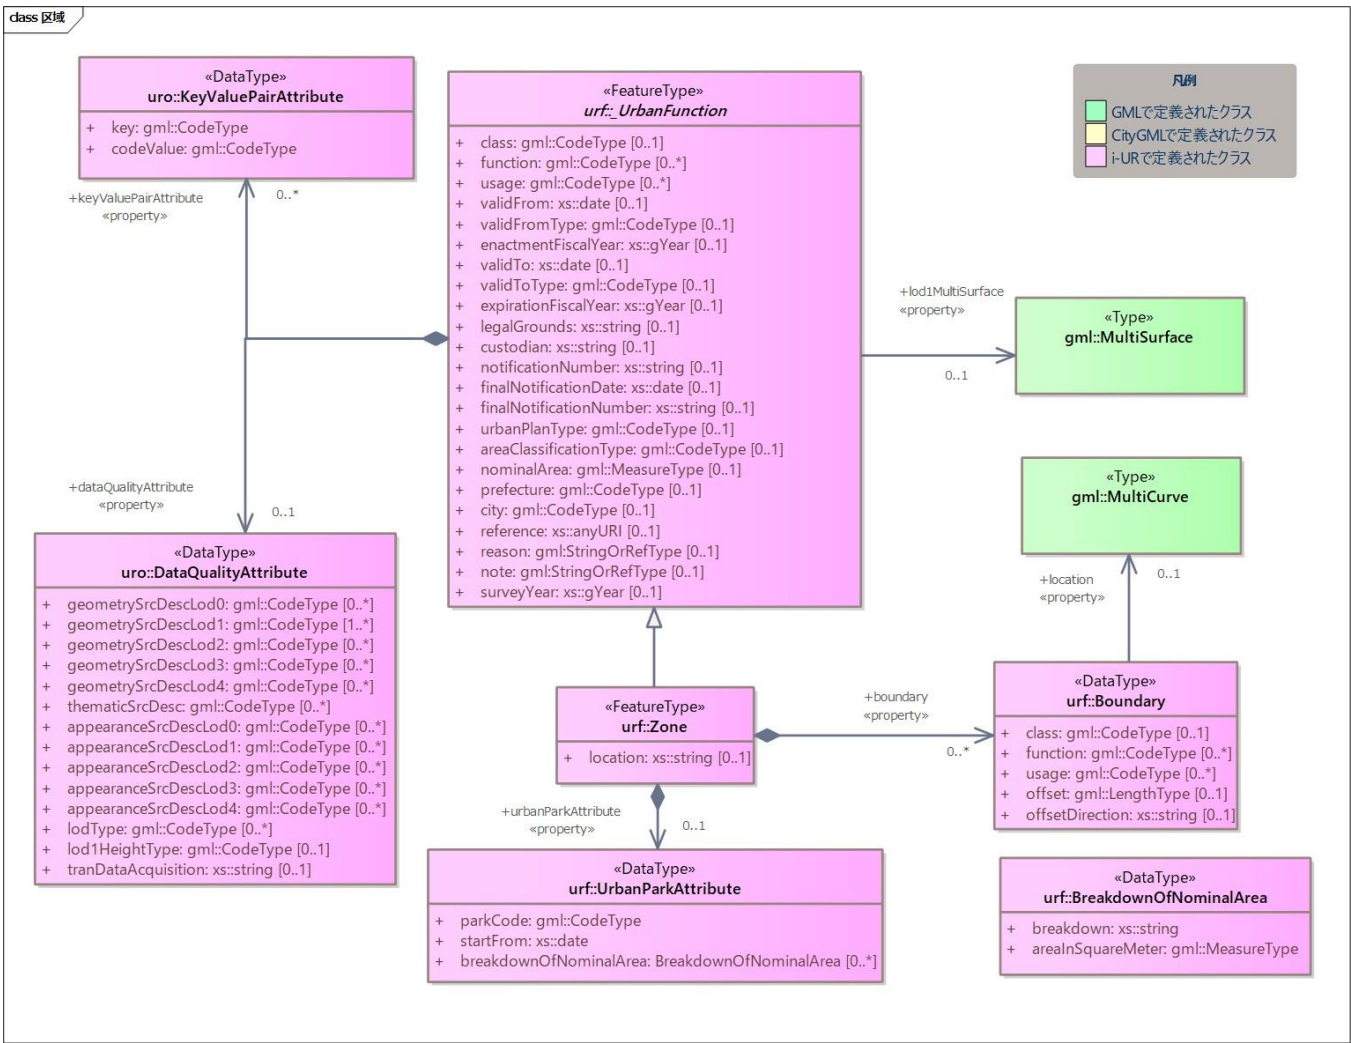 class 区域
«DataType»
uro::KeyValuePairAttribute
+ key: gml::CodeType
+ codeValue: gml::CodeType
+keyValuePairAttribute
«property»
0..*
«FeatureType»
urf::_UrbanFunction
+ class: gml::CodeType [0..1]
+ function: gml::CodeType [0..*]
+ usage: gml::CodeType [0..*]
+ validFrom: xs::date [0..1]
+ validFromType: gml::CodeType [0..1]
+ enactmentFiscalYear: xs::gYear [0..1]
+ validTo: xs::date [0..1]
+ validToType: gml::CodeType [0..1]
+ expirationFiscalYear: xs::gYear [0..1]
+ legalGrounds: xs::string [0..1]
+ custodian: xs::string [0..1]
+ notificationNumber: xs::string [0..1]
+ finalNotificationDate: xs::date [0..1]
+ finalNotificationNumber: xs::string [0..1]
+ urbanPlanType: gml::CodeType [0..1]
+ areaClassificationType: gml::CodeType [0..1]
+ nominalArea: gml::MeasureType [0..1]
+ prefecture: gml::CodeType [0..1]
+ city: gml::CodeType [0..1]
+ reference: xs::anyURI [0..1]
+ reason: gml:StringOrRefType [0..1]
+ note: gml:StringOrRefType [0..1]
+ surveyYear: xs::gYear [0..1]
凡例
GMLで定義されたクラス
CityGMLで定義されたクラス
i-URで定義されたクラス
+lod1MultiSurface
«property»
0..1
«Type»
gml::MultiSurface
«Type»
gml::MultiCurve
+location
«property»
0..1
+dataQualityAttribute
«property»
0..1
«DataType»
uro::DataQualityAttribute
+ geometrySrcDescLod0: gml::CodeType [0..*]
+ geometrySrcDescLod1: gml::CodeType [1..*]
+ geometrySrcDescLod2: gml::CodeType [0..*]
+ geometrySrcDescLod3: gml::CodeType [0..*]
+ geometrySrcDescLod4: gml::CodeType [0..*]
+ thematicSrcDesc: gml::CodeType [0..*]
+ appearanceSrcDescLod0: gml::CodeType [0..*]
+ appearanceSrcDescLod1: gml::CodeType [0..*]
+ appearanceSrcDescLod2: gml::CodeType [0..*]
+ appearanceSrcDescLod3: gml::CodeType [0..*]
+ appearanceSrcDescLod4: gml::CodeType [0..*]
+ lodType: gml::CodeType [0..*]
+ lod1HeightType: gml::CodeType [0..1]
+ tranDataAcquisition: xs::string [0..1]
«FeatureType»
urf::Zone
+ location: xs::string [0..1]
+boundary
«property»
0..*
«DataType»
urf::Boundary
+ class: gml::CodeType [0..1]
+ function: gml::CodeType [0..*]
+ usage: gml::CodeType [0..*]
+ offset: gml::LengthType [0..1]
+ offsetDirection: xs::string [0..1]
+urbanParkAttribute
«property»
0..1
«DataType»
urf::UrbanParkAttribute
+ parkCode: gml::CodeType
+ startFrom: xs::date
+ breakdownOfNominalArea: BreakdownOfNominalArea [0..*]
«DataType»
urf::BreakdownOfNominalArea
+ breakdown: xs::string
+ areaInSquareMeter: gml::MeasureType